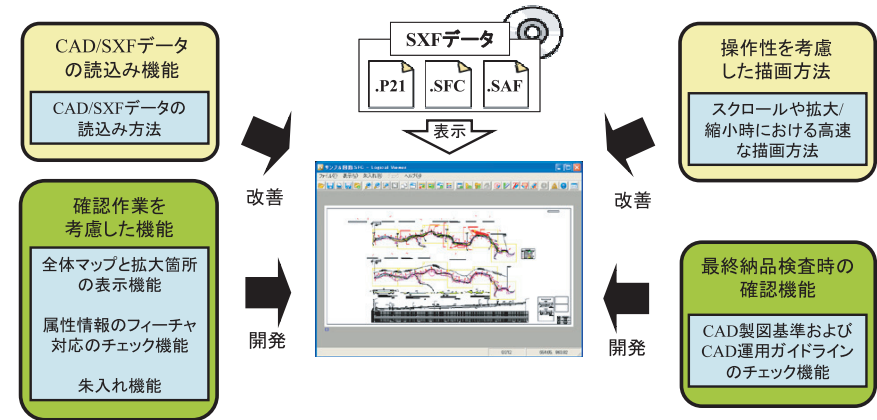 CAD/SXFデータ
の読込み機能
CAD/SXFデータの
読込み方法
SXFデータ
.P21
.SFC
.SAF
表示
操作性を考慮
した描画方法
スクロールや拡大/
縮小時における高速
な描画方法
改善
改善
確認作業を
考慮した機能
全体マップと拡大箇所
の表示機能
属性情報のフィーチャ
対応のチェック機能
朱入れ機能
開発
開発
最終納品検査時の
確認機能
CAD製図基準および
CAD運用ガイドライン
のチェック機能